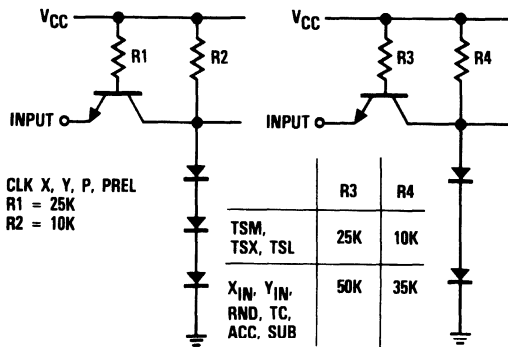 VCC
R1
R2
INPUT
CLK X, Y, P, PREL
R1 = 25K
R2 = 10K
VCC
R3
R4
INPUT
R3 R4
TSM, TSX, TSL 25K 10K
XIN, YIN, RND, TC, ACC, SUB 50K 35K